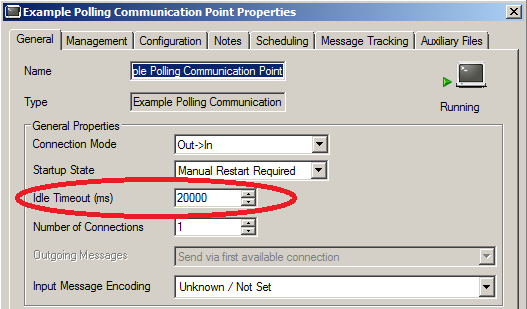 Example Polling Communication Point Properties
General Management Configuration Notes Scheduling Message Tracking Auxiliary Files
Name ple Polling Communication Point
Type Example Polling Communication
Running
General Properties
Connection Mode Out->In
Startup State Manual Restart Required
Idle Timeout (ms) 20000
Number of Connections 1
Outgoing Messages Send via first available connection
Input Message Encoding Unknown / Not Set